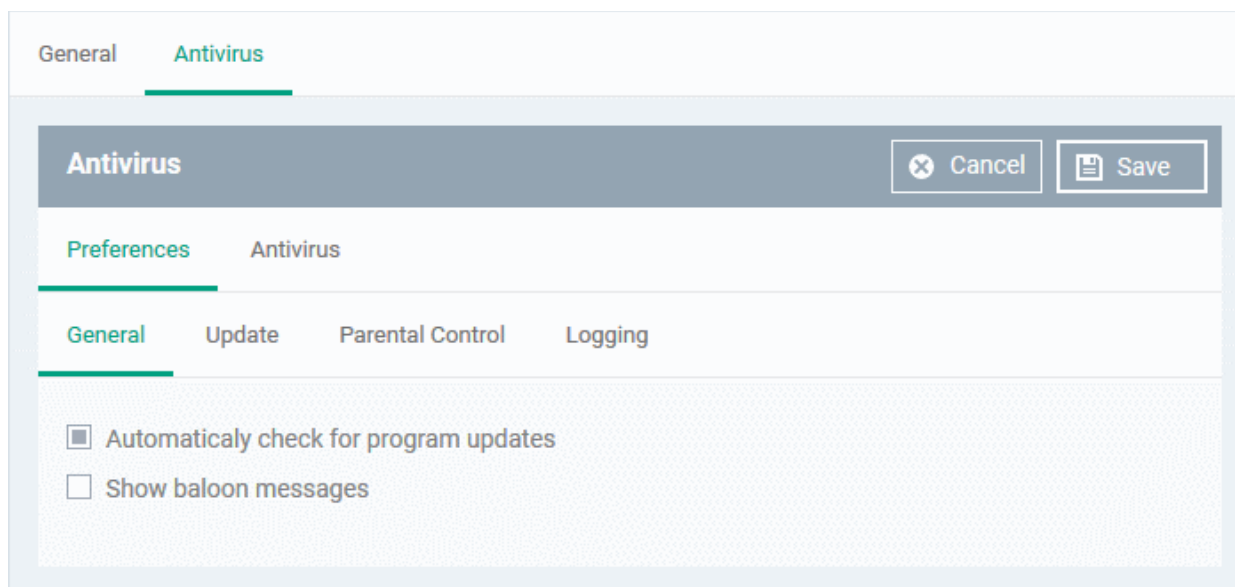 General Antivirus
Antivirus Cancel Save
Preferences Antivirus
General Update Parental Control Logging
Automaticaly check for program updates
Show baloon messages